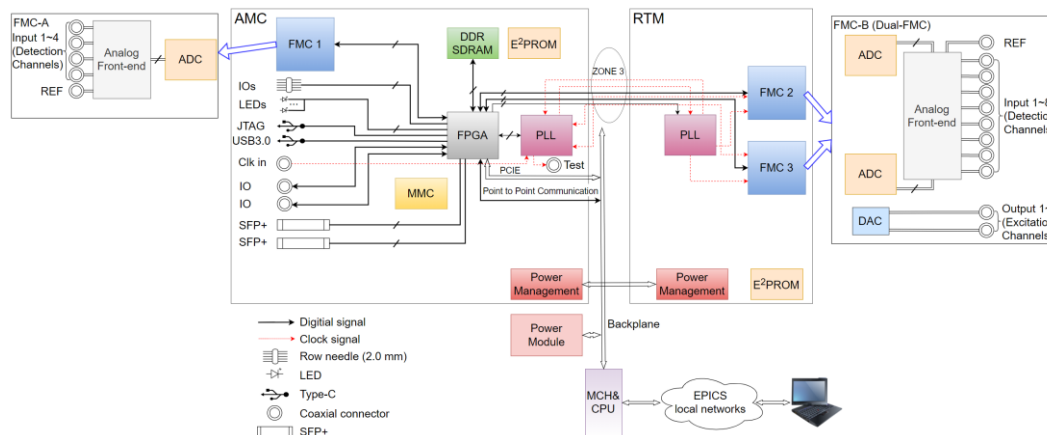 FMC-A
Input 1~4
(Detection
Channels)
REF
Analog
Front-end
ADC
AMC
FMC 1
DDR
SDRAM
E²PROM
IOs
LEDs
JTAG
USB3.0
Clk in
IO
IO
SFP+
SFP+
FPGA
PLL
Test
PCIE
Point to Point Communication
MMC
Power
Management
ZONE 3
RTM
PLL
FMC 2
FMC 3
Power
Management
E²PROM
FMC-B (Dual-FMC)
ADC
ADC
Analog
Front-end
REF
Input 1~8
(Detection
Channels)
DAC
Output 1~
(Excitatio
Channels)
Digitial signal
Clock signal
Row needle (2.0 mm)
LED
Type-C
Coaxial connector
SFP+
Power
Module
Backplane
MCH&
CPU
EPICS
local networks